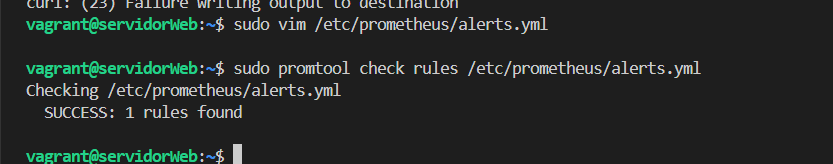 curl: (23) Failure writing output to destination
vagrant@servidorWeb:~$ sudo vim /etc/prometheus/alerts.yml
vagrant@servidorWeb:~$ sudo promtool check rules /etc/prometheus/alerts.yml
Checking /etc/prometheus/alerts.yml
  SUCCESS: 1 rules found
vagrant@servidorWeb:~$